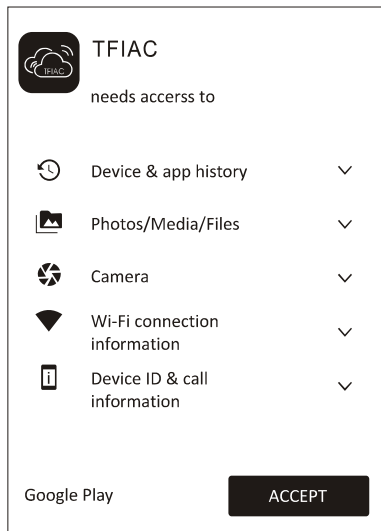 TFIAC
TFIAC
needs accerss to
Device & app history
Photos/Media/Files
Camera
Wi-Fi connection
information
Device ID & call
information
Google Play
ACCEPT